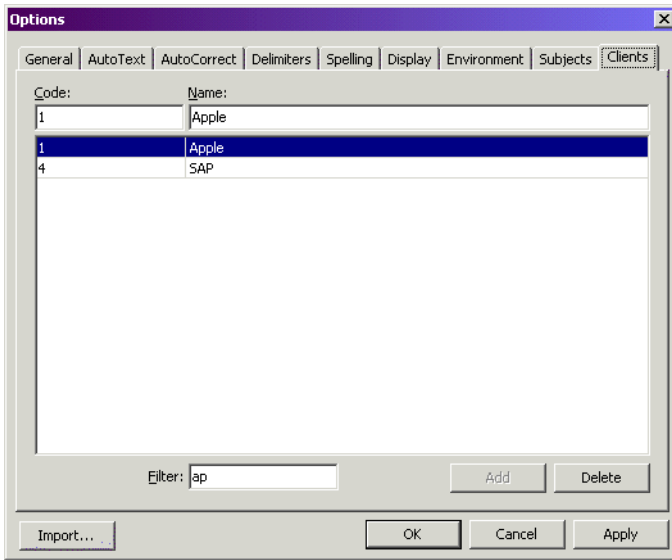 Options
General AutoText AutoCorrect Delimiters Spelling Display Environment Subjects Clients
Code: Name:
1 Apple
1 Apple
4 SAP
Filter: ap Add Delete
Import... OK Cancel Apply